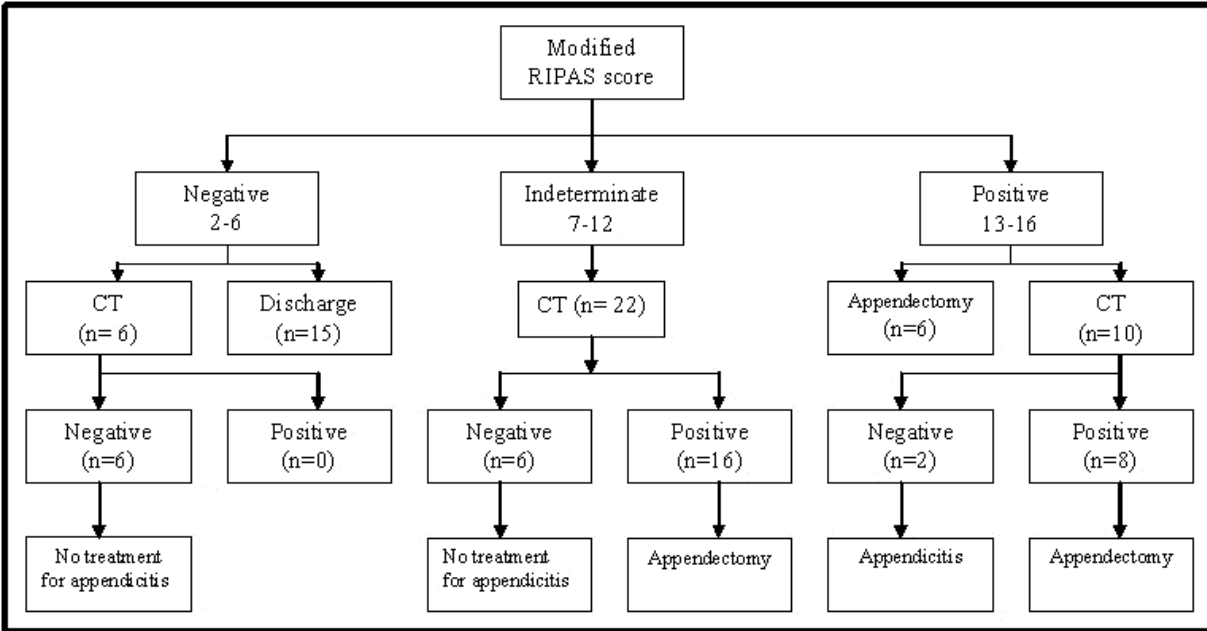 Modified
RIPAS score
Negative
2-6
Indeterminate
7-12
Positive
13-16
CT
(n= 6)
Discharge
(n=15)
CT (n= 22)
Appendectomy
(n=6)
CT
(n=10)
Negative
(n=6)
Positive
(n=0)
Negative
(n=6)
Positive
(n=16)
Negative
(n=2)
Positive
(n=8)
No treatment
for appendicitis
No treatment
for appendicitis
Appendectomy
Appendicitis
Appendectomy